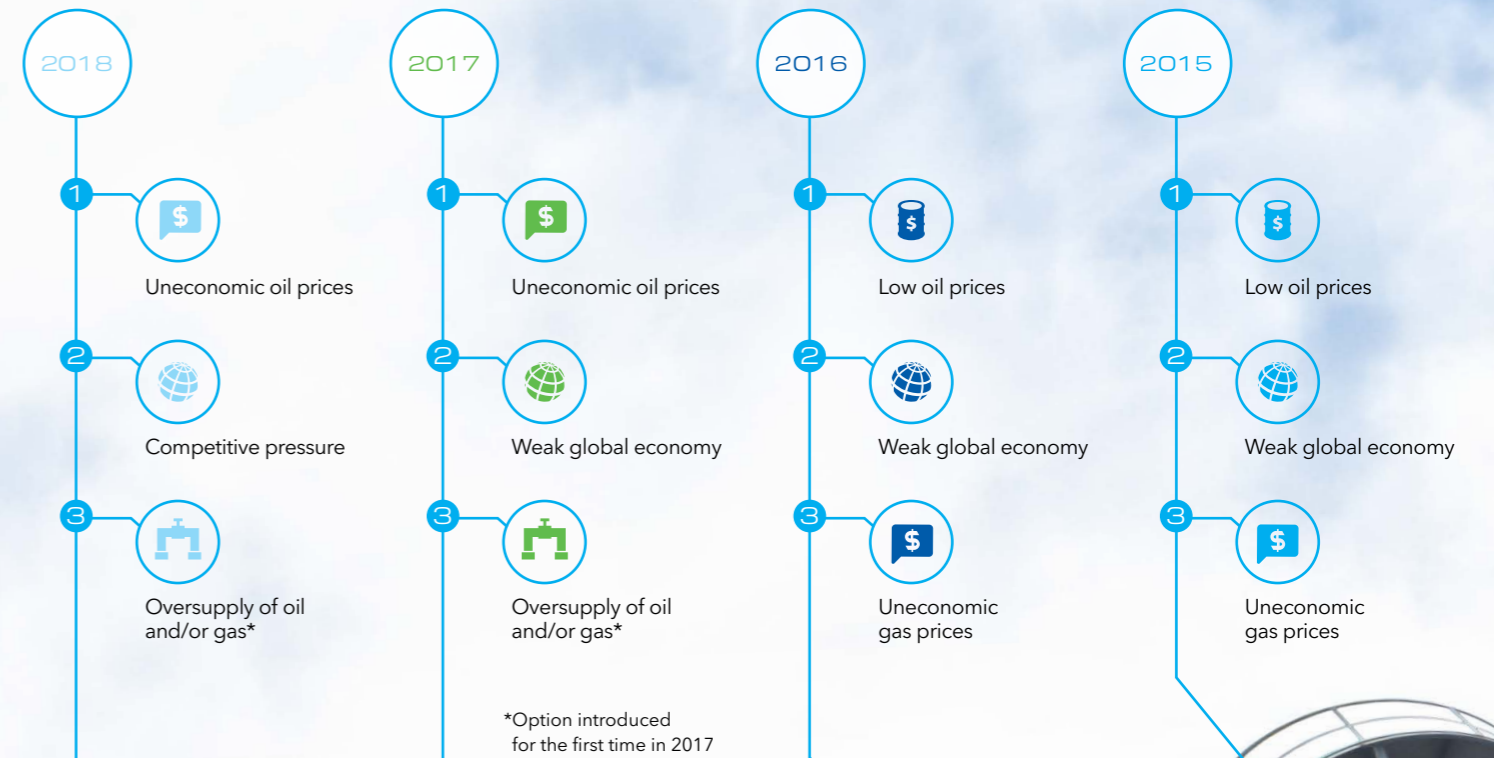 2018
1
$
Uneconomic oil prices
2
Competitive pressure
3
Oversupply of oil
and/or gas*
2017
1
$
Uneconomic oil prices
2
Weak global economy
3
Oversupply of oil
and/or gas*
*Option introduced
for the first time in 2017
2016
1
$
Low oil prices
2
Weak global economy
3
$
Uneconomic
gas prices
2015
1
$
Low oil prices
2
Weak global economy
3
$
Uneconomic
gas prices